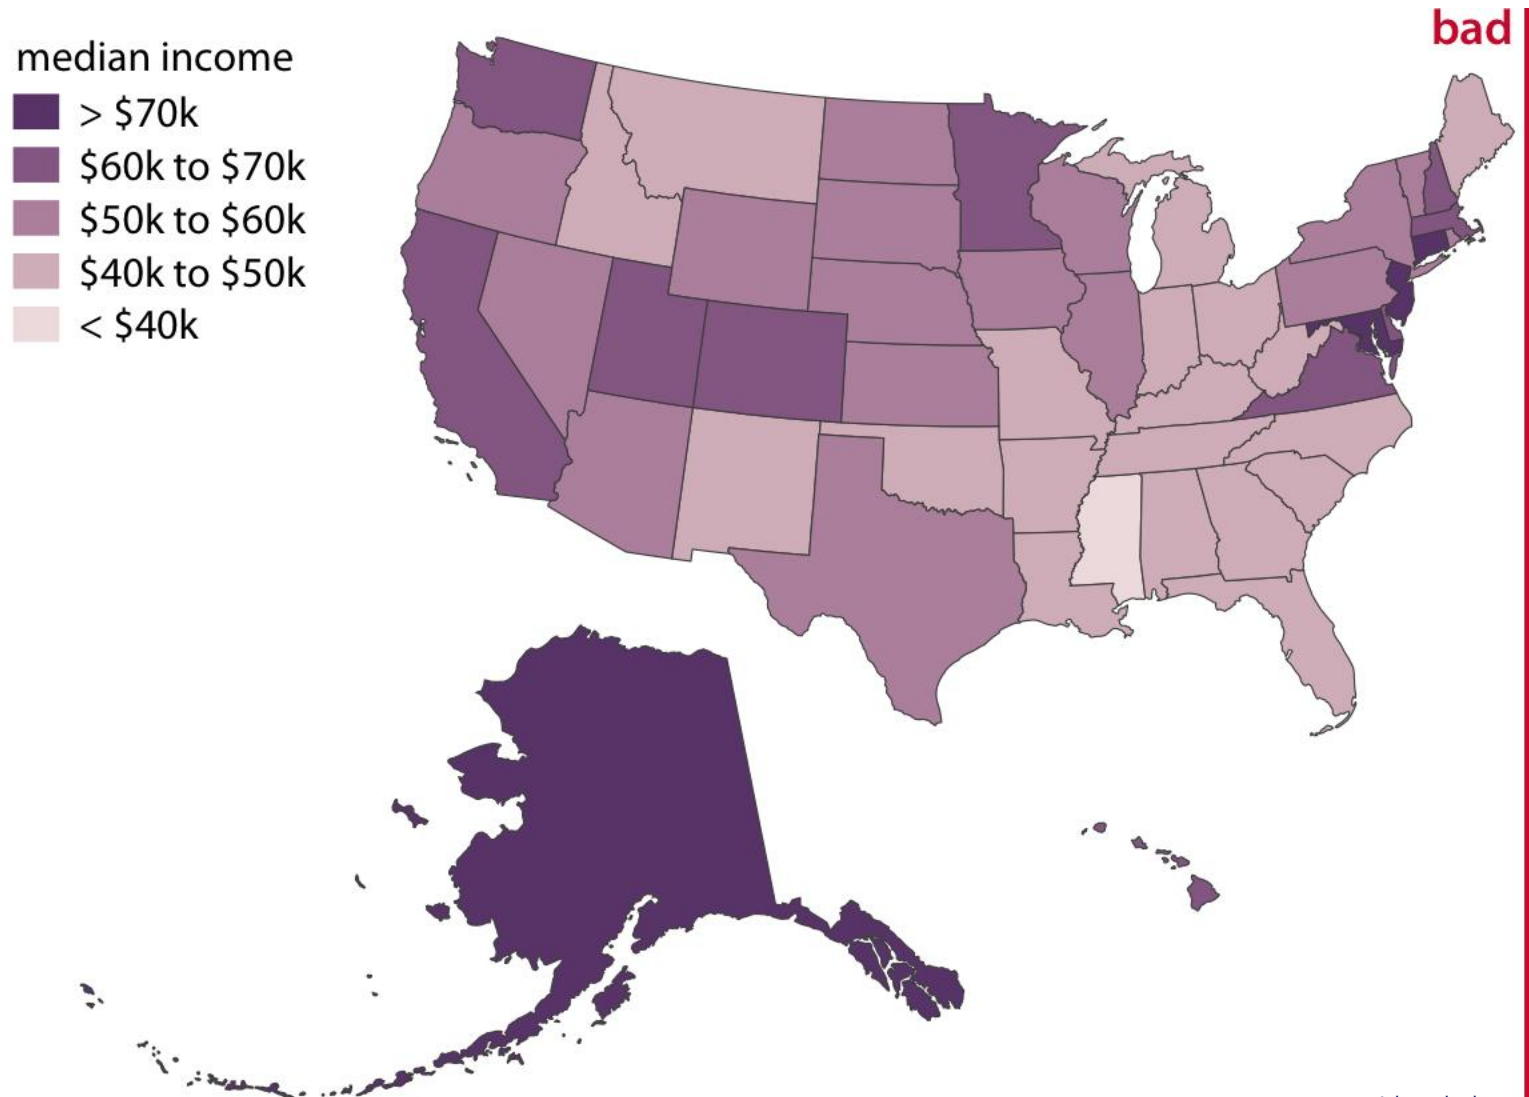 bad
median income
> $70k
$60k to $70k
$50k to $60k
$40k to $50k
< $40k